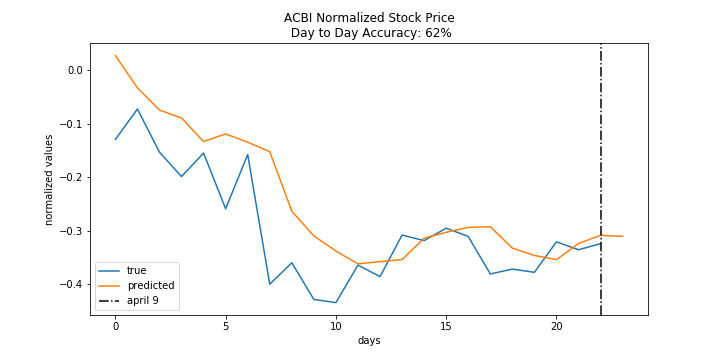 ACBI Normalized Stock Price
Day to Day Accuracy: 62%
0.0
−0.1
−0.2
−0.3
−0.4
normalized values
true
predicted
april 9
0 5 10 15 20
days